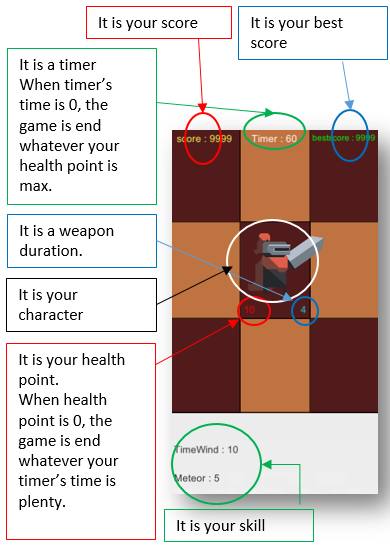 It is your score
It is your best
score
It is a timer
When timer's
time is 0, the
game is end
whatever your
health point is
max.
score : 9999
Timer : 60
bestscore : 9999
It is a weapon
duration.
It is your
character
10
4
It is your health
point.
When health
point is 0, the
game is end
whatever your
timer's time is
plenty.
TimeWind : 10
Meteor : 5
It is your skill